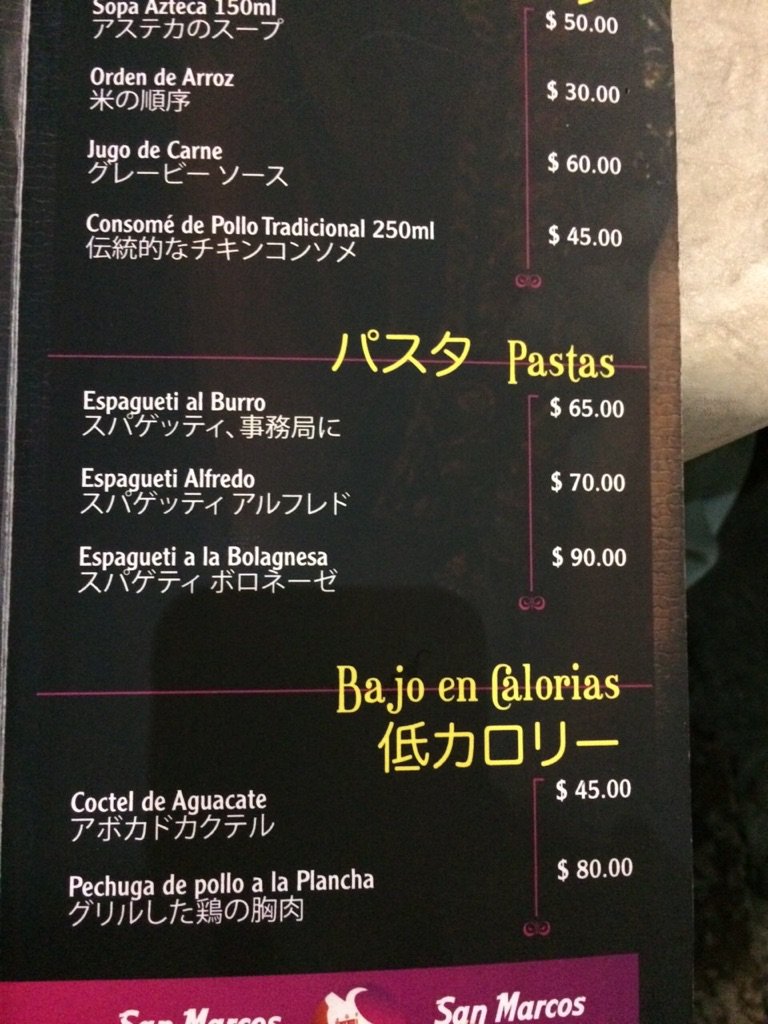 Sopa Azteca 150ml
アステカのスープ
$ 50.00
Orden de Arroz
米の順序
$ 30.00
Jugo de Carne
グレービー ソース
$ 60.00
Consomé de Pollo Tradicional 250ml
伝統的なチキンコンソメ
$ 45.00
パスタ Pastas
Espagueti al Burro
スパゲッティ、事務局に
$ 65.00
Espagueti Alfredo
スパゲッティ アルフレド
$ 70.00
Espagueti a la Bolagnesa
スパゲティ ボロネーゼ
$ 90.00
Bajo en Calorias
低カロリー
Coctel de Aguacate
アボカドカクテル
$ 45.00
Pechuga de pollo a la Plancha
グリルした鶏の胸肉
$ 80.00
San Marcos
San Marcos